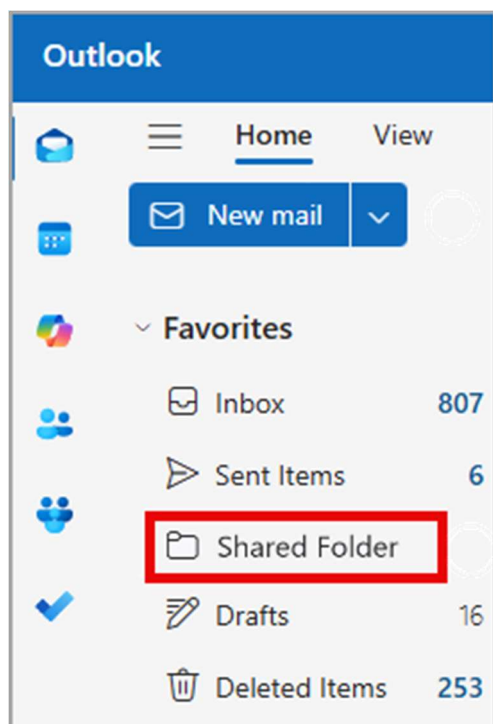 Outlook
Home View
New mail
Favorites
Inbox 807
Sent Items 6
Shared Folder
Drafts 16
Deleted Items 253